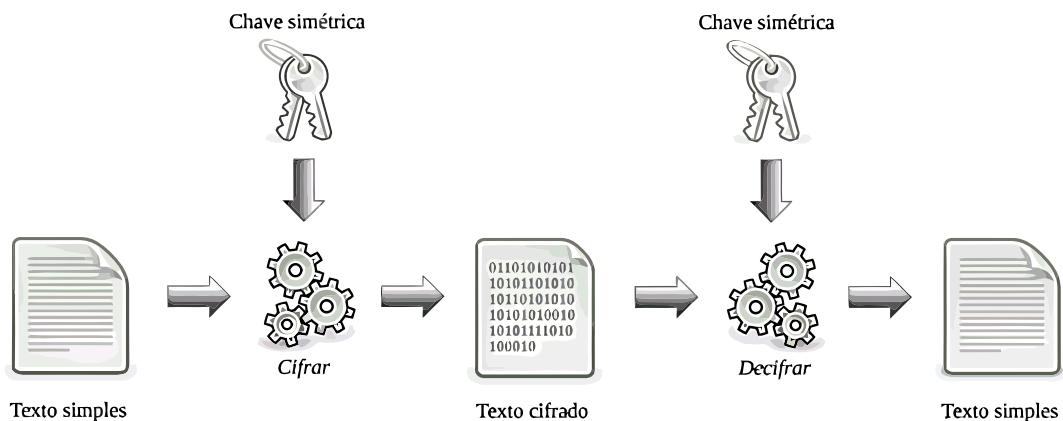 Chave simétrica
Chave simétrica
01101010101
10101101010
10110101010
10101010010
10101111010
100010
Cifrar
Decifrar
Texto simples
Texto cifrado
Texto simples